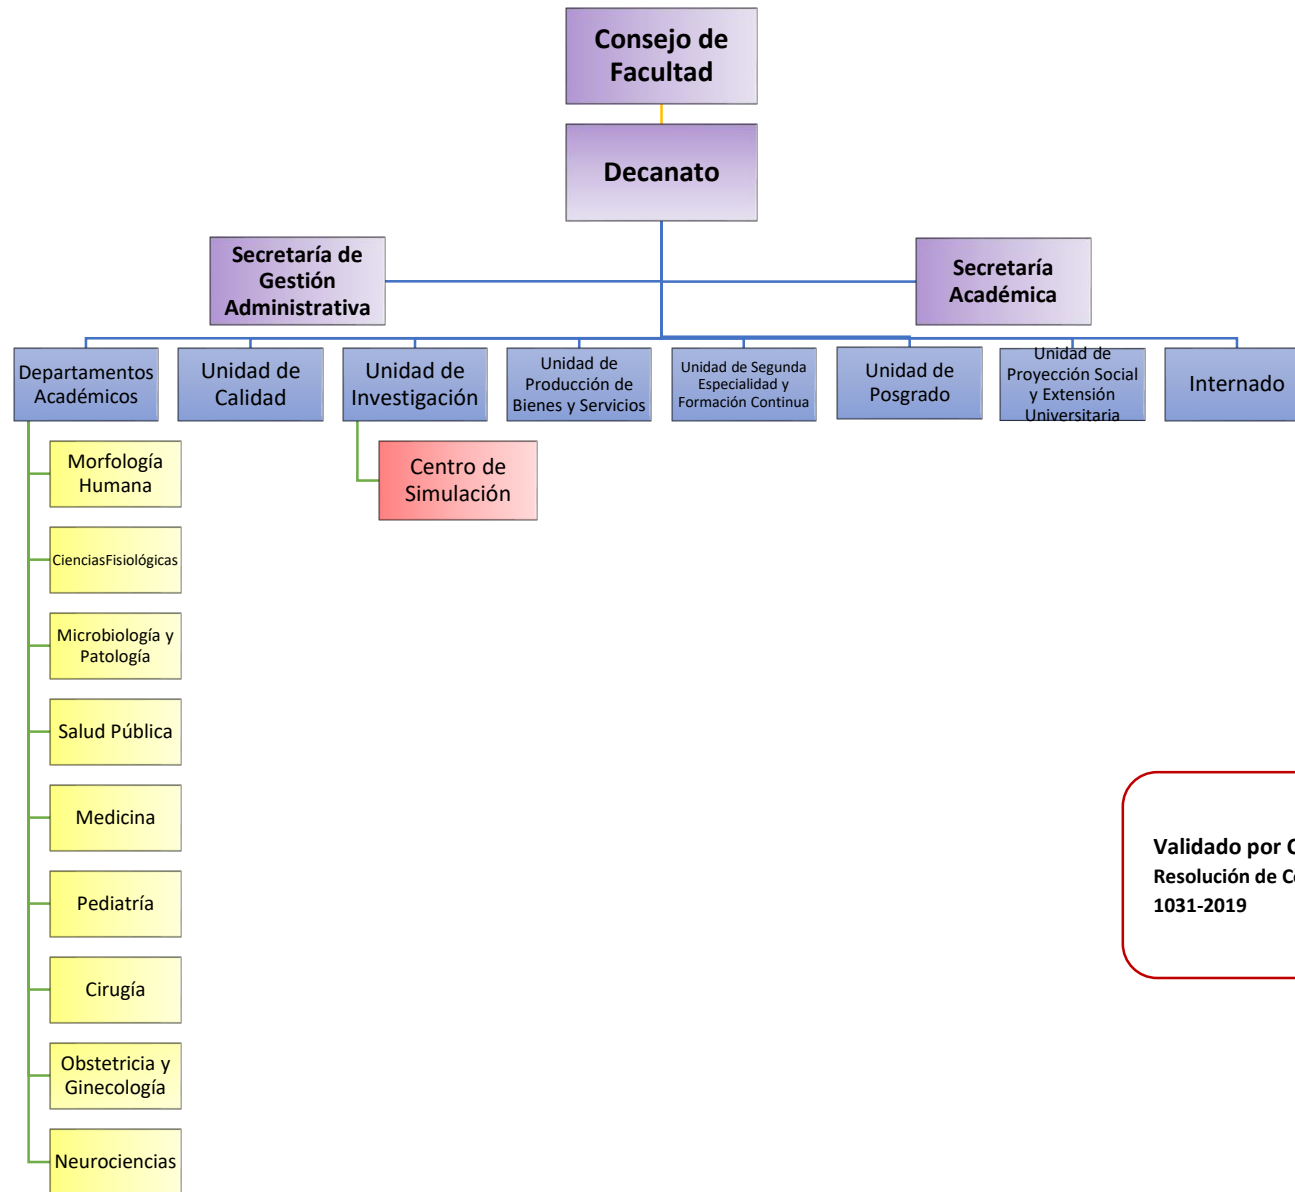 Consejo de
Facultad
Decanato
Secretaría de
Gestión
Administrativa
Secretaría
Académica
Departamentos
Académicos
Unidad de
Calidad
Unidad de
Investigación
Unidad de
Producción de
Bienes y Servicios
Unidad de Segunda
Especialidad y
Formación Continua
Unidad de
Posgrado
Unidad de
Proyección Social
y Extensión
Universitaria
Internado
Morfología
Humana
Centro de
Simulación
CienciasFisiológicas
Microbiología y
Patología
Salud Pública
Medicina
Pediatría
Cirugía
Obstetricia y
Ginecología
Neurociencias
Validado por
Resolución de
1031-2019